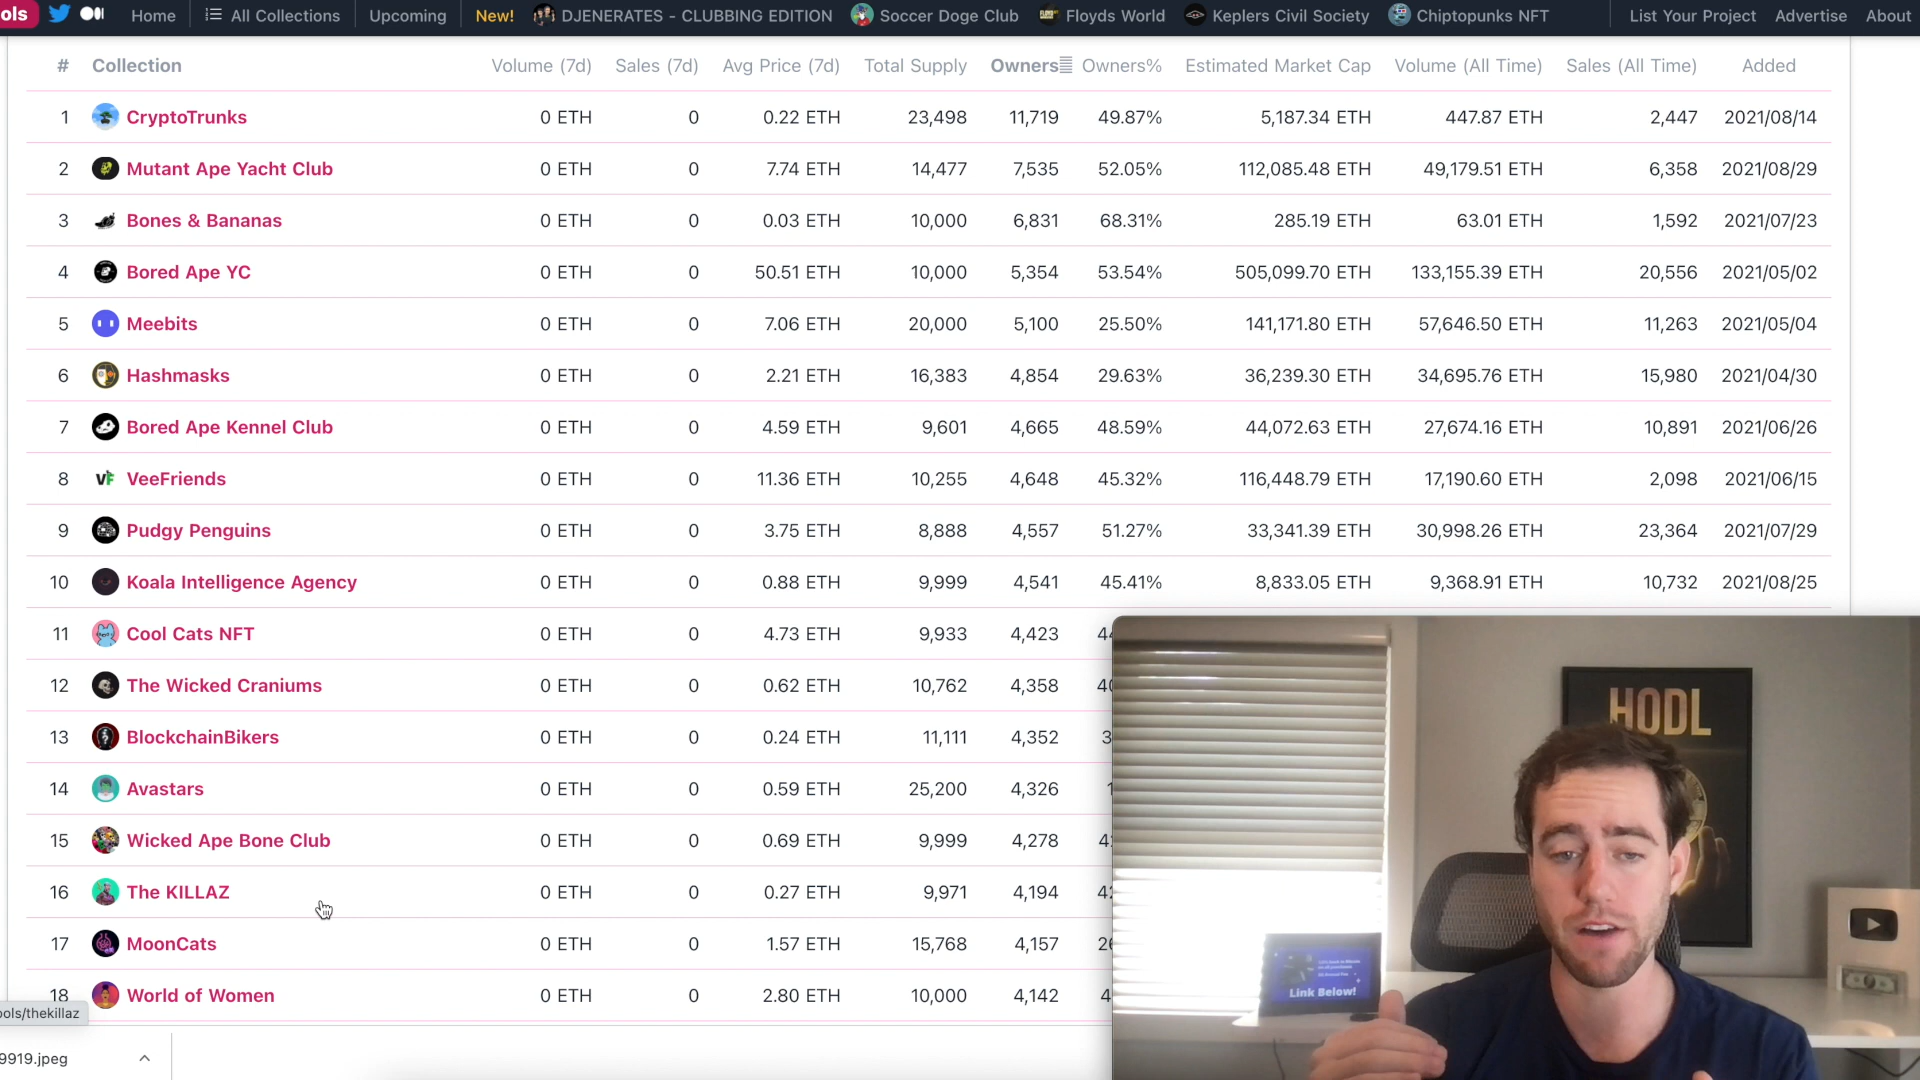 ols Home All Collections Upcoming New! DJENERATES - CLUBBING EDITION Soccer Doge Club Floyds World Keplers Civil Society Chiptopunks NFT List Your Project Advertise About
# Collection Volume (7d) Sales (7d) Avg Price (7d) Total Supply Owners Owners% Estimated Market Cap Volume (All Time) Sales (All Time) Added
1 CryptoTrunks 0 ETH 0 0.22 ETH 23,498 11,719 49.87% 5,187.34 ETH 447.87 ETH 2,447 2021/08/14
2 Mutant Ape Yacht Club 0 ETH 0 7.74 ETH 14,477 7,535 52.05% 112,085.48 ETH 49,179.51 ETH 6,358 2021/08/29
3 Bones & Bananas 0 ETH 0 0.03 ETH 10,000 6,831 68.31% 285.19 ETH 63.01 ETH 1,592 2021/07/23
4 Bored Ape YC 0 ETH 0 50.51 ETH 10,000 5,354 53.54% 505,099.70 ETH 133,155.39 ETH 20,556 2021/05/02
5 Meebits 0 ETH 0 7.06 ETH 20,000 5,100 25.50% 141,171.80 ETH 57,646.50 ETH 11,263 2021/05/04
6 Hashmasks 0 ETH 0 2.21 ETH 16,383 4,854 29.63% 36,239.30 ETH 34,695.76 ETH 15,980 2021/04/30
7 Bored Ape Kennel Club 0 ETH 0 4.59 ETH 9,601 4,665 48.59% 44,072.63 ETH 27,674.16 ETH 10,891 2021/06/26
8 VF VeeFriends 0 ETH 0 11.36 ETH 10,255 4,648 45.32% 116,448.79 ETH 17,190.60 ETH 2,098 2021/06/15
9 Pudgy Penguins 0 ETH 0 3.75 ETH 8,888 4,557 51.27% 33,341.39 ETH 30,998.26 ETH 23,364 2021/07/29
10 Koala Intelligence Agency 0 ETH 0 0.88 ETH 9,999 4,541 45.41% 8,833.05 ETH 9,368.91 ETH 10,732 2021/08/25
11 Cool Cats NFT 0 ETH 0 4.73 ETH 9,933 4,423 44
12 The Wicked Craniums 0 ETH 0 0.62 ETH 10,762 4,358 40
13 BlockchainBikers 0 ETH 0 0.24 ETH 11,111 4,352 3
14 Avastars 0 ETH 0 0.59 ETH 25,200 4,326 1
15 Wicked Ape Bone Club 0 ETH 0 0.69 ETH 9,999 4,278 42
16 The KILLAZ 0 ETH 0 0.27 ETH 9,971 4,194 42
17 MoonCats 0 ETH 0 1.57 ETH 15,768 4,157 26
18 World of Women 0 ETH 0 2.80 ETH 10,000 4,142 4
ools/thekillaz
9919.jpeg
HODL
Link Below!